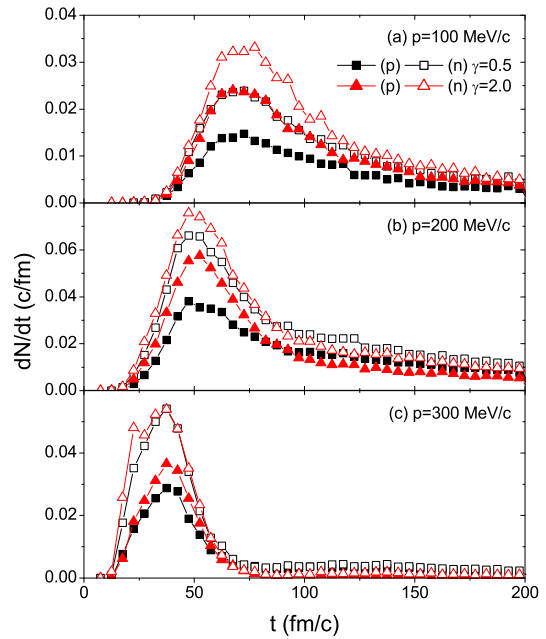 0.04
(a) p=100 MeV/c
(p) (n) γ=0.5
(p) (n) γ=2.0
0.03
0.02
0.01
0.00
(b) p=200 MeV/c
0.06
0.04
0.02
0.00
dN/dt (c/fm)
(c) p=300 MeV/c
0.04
0.02
0.00
0 50 100 150 200
t (fm/c)